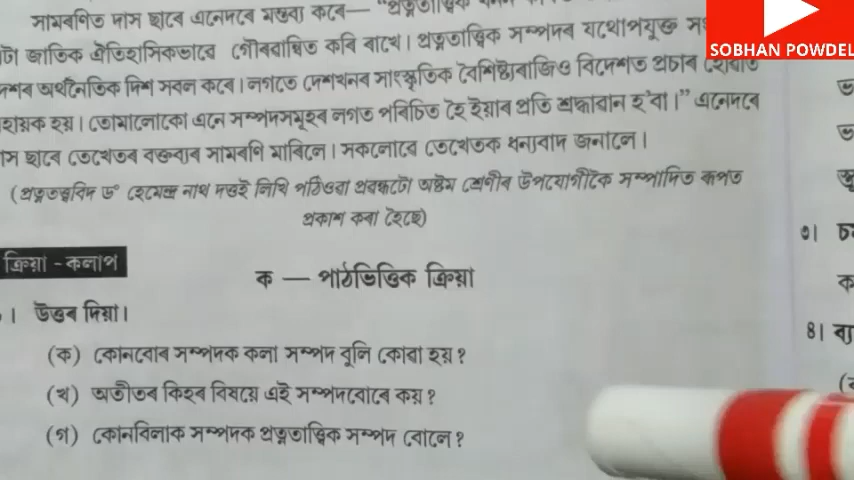 সামৰণিত দাস ছাৰে এনেদৰে মন্তব্য কৰে— “প্ৰত্নতাত্ত্বিক
টা জাতিক ঐতিহাসিকভাৱে গৌৰৱান্বিত কৰি ৰাখে। প্ৰত্নতাত্ত্বিক সম্পদৰ যথোপযুক্ত
দেশৰ অৰ্থনৈতিক দিশ সবল কৰে। লগতে দেশখনৰ সাংস্কৃতিক বৈশিষ্ট্যৰাজিও বিদেশত প্ৰচাৰ হোৱাত
হায়ক হয়। তোমালোকো এনে সম্পদসমূহৰ লগত পৰিচিত হৈ ইয়াৰ প্ৰতি শ্ৰদ্ধাবান হ’বা।” এনেদৰে
াস ছাৰে তেখেতৰ বক্তব্যৰ সামৰণি মাৰিলে। সকলোৱে তেখেতক ধন্যবাদ জনালে।
(প্ৰত্নতত্ত্ববিদ ড° হেমেন্দ্ৰ নাথ দত্তই লিখি পঠিওৱা প্ৰবন্ধটো অষ্টম শ্ৰেণীৰ উপযোগীকৈ সম্পাদিত ৰূপত
প্ৰকাশ কৰা হৈছে)
ক্ৰিয়া - কলাপ
ক — পাঠভিত্তিক ক্ৰিয়া
। উত্তৰ দিয়া।
(ক) কোনবোৰ সম্পদক কলা সম্পদ বুলি কোৱা হয়?
(খ) অতীতৰ কিহৰ বিষয়ে এই সম্পদবোৰে কয়?
(গ) কোনবিলাক সম্পদক প্ৰত্নতাত্ত্বিক সম্পদ বোলে?
SOBHAN POWDEL
৩।
ক
৪। ব্য